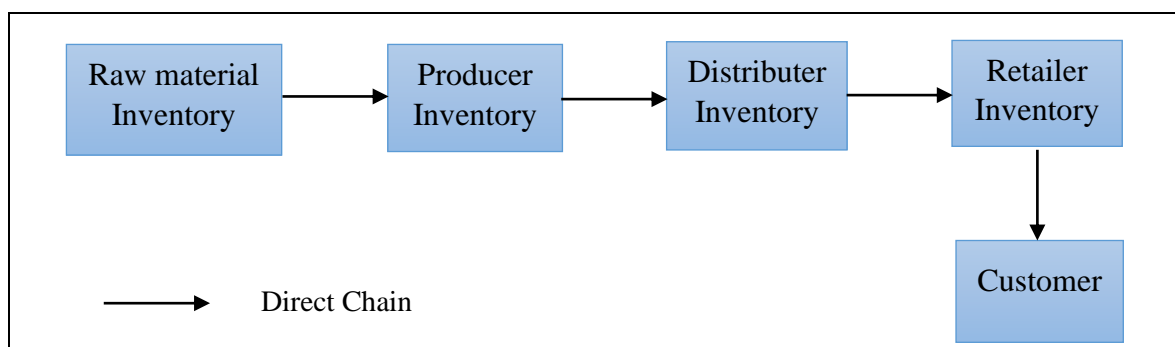 Raw material
Inventory
Producer
Inventory
Distributer
Inventory
Retailer
Inventory
Customer
Direct Chain